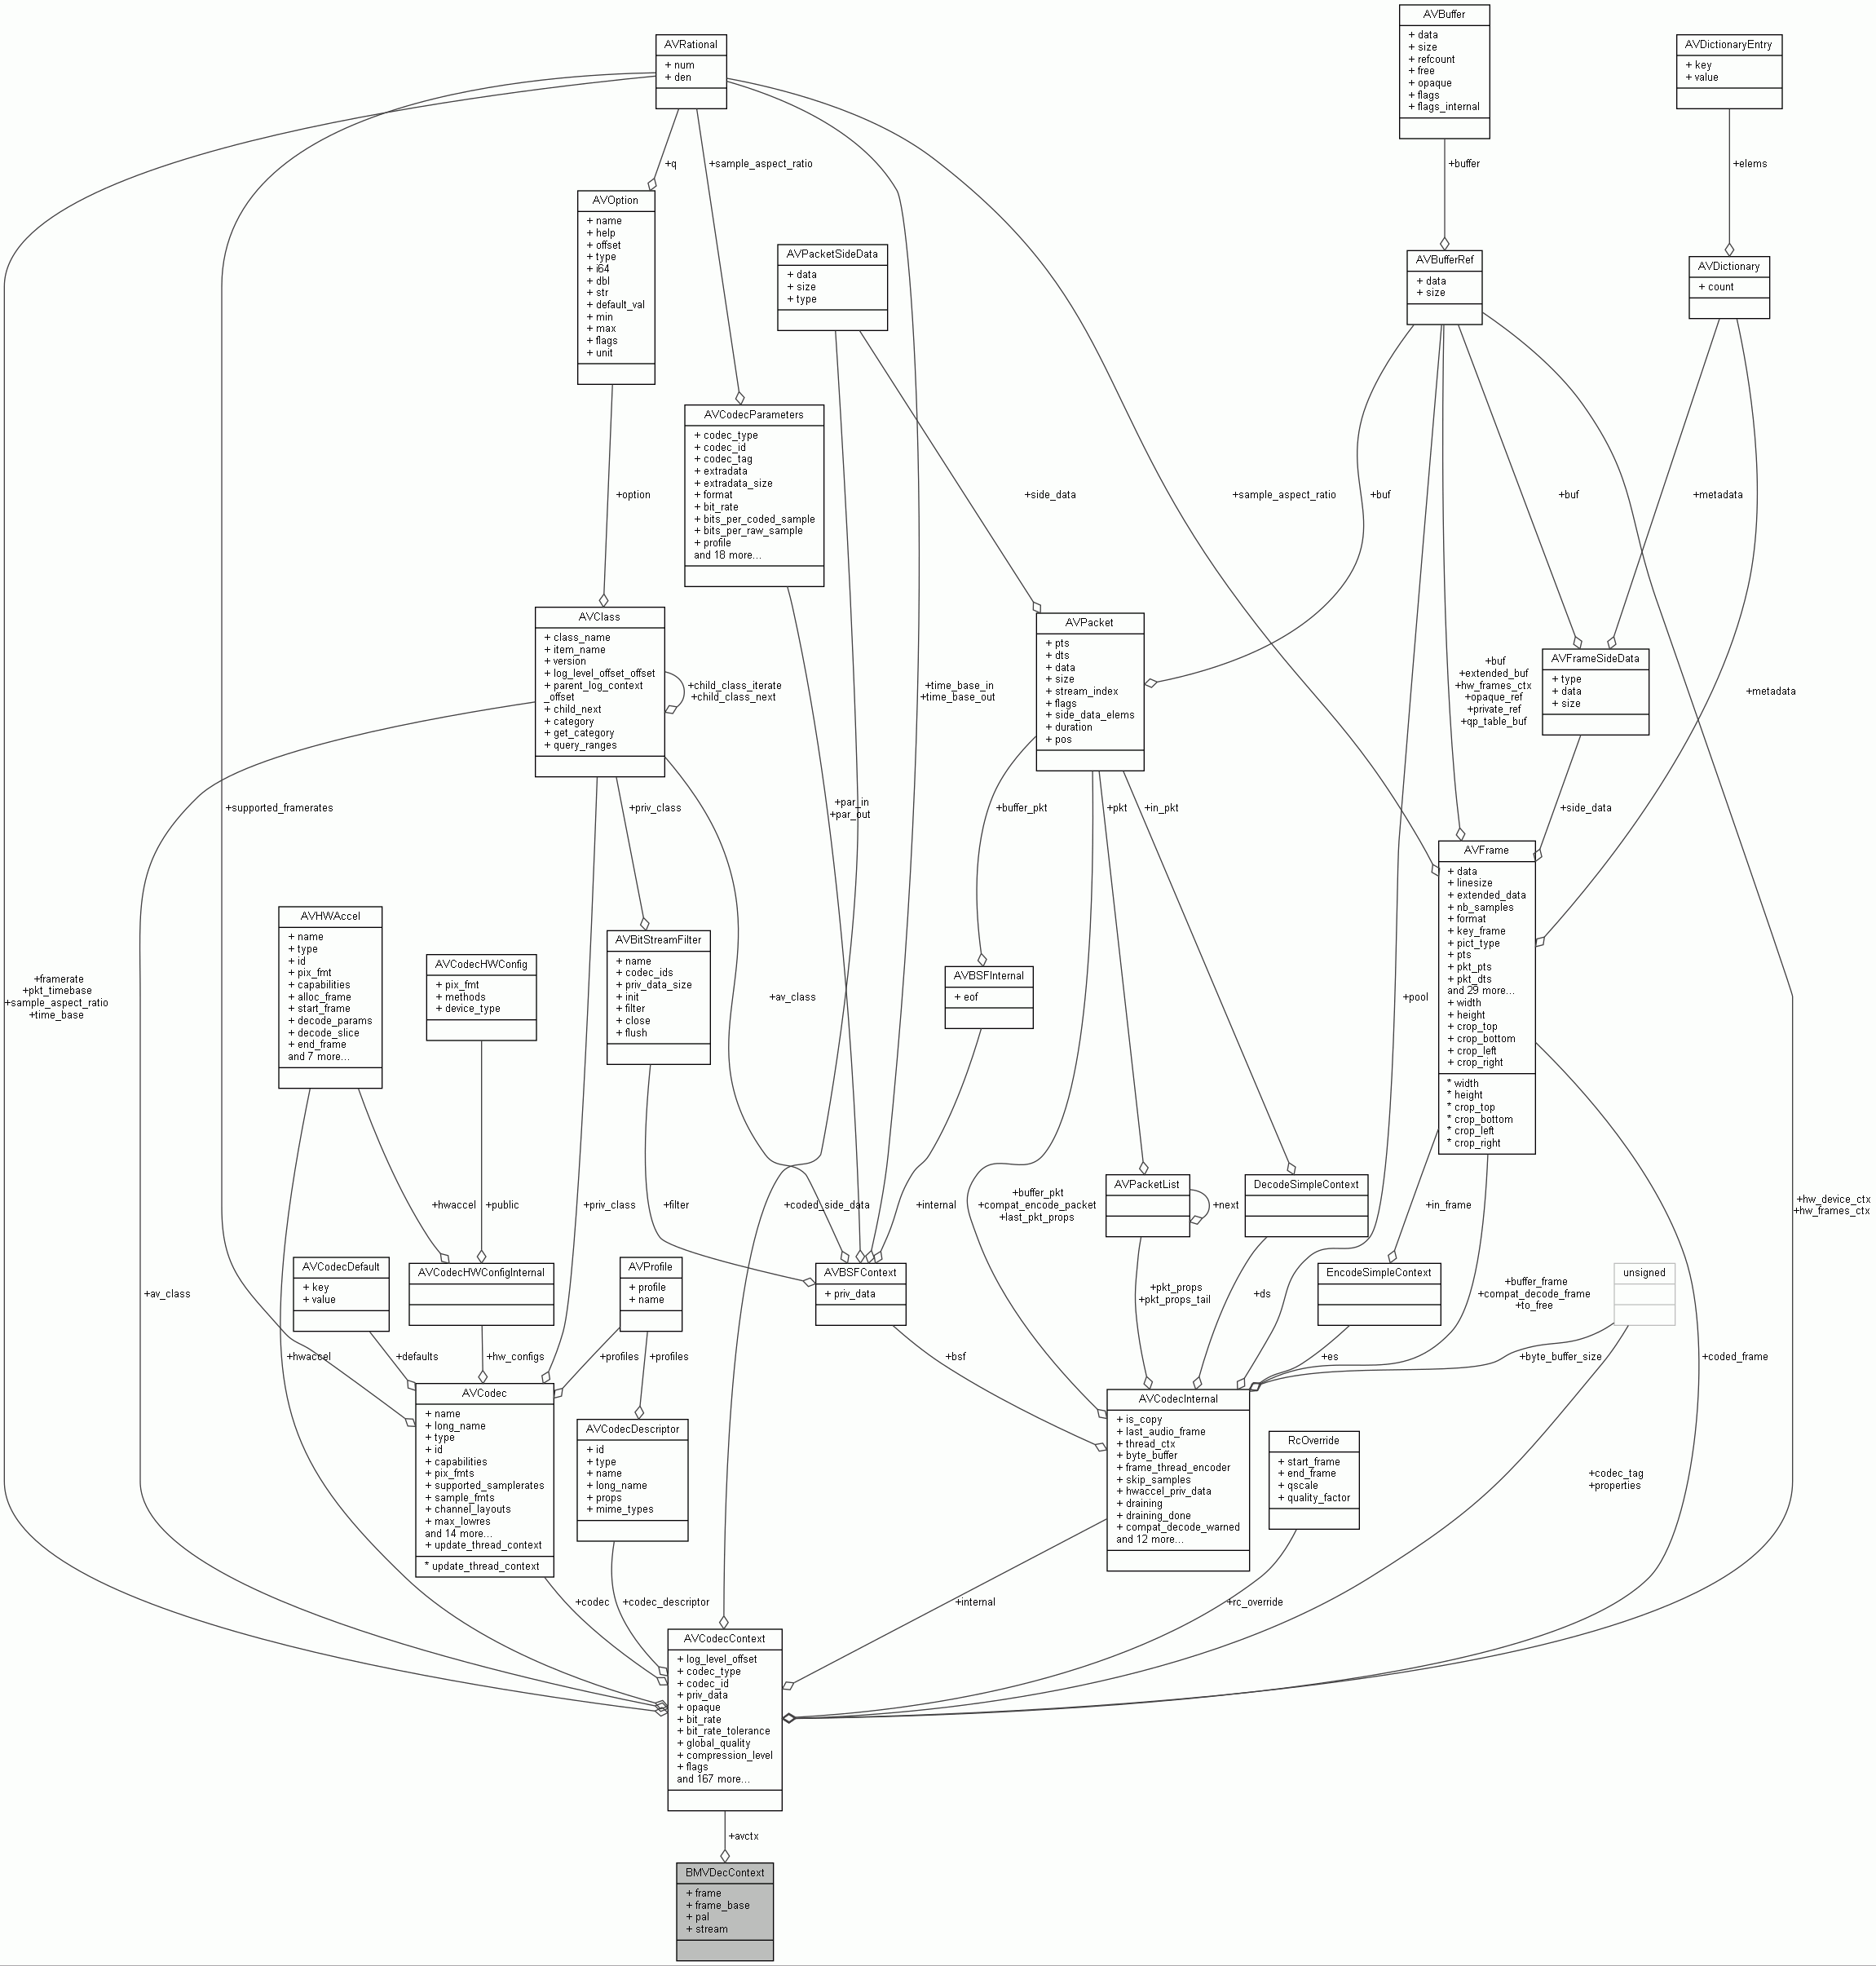 AVBuffer
+ data
+ size
+ refcount
+ free
+ opaque
+ flags
+ flags_internal
AVRational
+ num
+ den
AVDictionaryEntry
+ key
+ value
+q
+sample_aspect_ratio
+buffer
+elems
AVOption
+ name
+ help
+ offset
+ type
+ i64
+ dbl
+ str
+ default_val
+ min
+ max
+ flags
+ unit
AVPacketSideData
+ data
+ size
+ type
AVBufferRef
+ data
+ size
AVDictionary
+ count
AVCodecParameters
+ codec_type
+ codec_id
+ codec_tag
+ extradata
+ extradata_size
+ format
+ bit_rate
+ bits_per_coded_sample
+ bits_per_raw_sample
+ profile
and 18 more...
+option
+side_data
+sample_aspect_ratio
+buf
+buf
+metadata
AVClass
+ class_name
+ item_name
+ version
+ log_level_offset_offset
+ parent_log_context
_offset
+ child_next
+ category
+ get_category
+ query_ranges
+child_class_iterate
+child_class_next
+time_base_in
+time_base_out
AVPacket
+ pts
+ dts
+ data
+ size
+ stream_index
+ flags
+ side_data_elems
+ duration
+ pos
+buf
+extended_buf
+hw_frames_ctx
+opaque_ref
+private_ref
+qp_table_buf
AVFrameSideData
+ type
+ data
+ size
+metadata
+supported_framerates
+priv_class
+par_in
+par_out
+buffer_pkt
+pkt
+in_pkt
+side_data
AVFrame
+ data
+ linesize
+ extended_data
+ nb_samples
+ format
+ key_frame
+ pict_type
+ pts
+ pkt_pts
+ pkt_dts
and 29 more...
+ width
+ height
+ crop_top
+ crop_bottom
+ crop_left
+ crop_right
* width
* height
* crop_top
* crop_bottom
* crop_left
* crop_right
AVHWAccel
+ name
+ type
+ id
+ pix_fmt
+ capabilities
+ alloc_frame
+ start_frame
+ decode_params
+ decode_slice
+ end_frame
and 7 more...
AVCodecHWConfig
+ pix_fmt
+ methods
+ device_type
AVBitStreamFilter
+ name
+ codec_ids
+ priv_data_size
+ init
+ filter
+ close
+ flush
AVBSFInternal
+ eof
+framerate
+pkt_timebase
+sample_aspect_ratio
+time_base
+av_class
+pool
+hwaccel
+public
+priv_class
+filter
+coded_side_data
+internal
+buffer_pkt
+compat_encode_packet
+last_pkt_props
AVPacketList
+next
DecodeSimpleContext
+in_frame
+hw_device_ctx
+hw_frames_ctx
AVCodecDefault
+ key
+ value
AVCodecHWConfigInternal
AVProfile
+ profile
+ name
AVBSFContext
+ priv_data
EncodeSimpleContext
unsigned
+av_class
+pkt_props
+pkt_props_tail
+ds
+buffer_frame
+compat_decode_frame
+to_free
+hwaccel
+defaults
+hw_configs
+profiles
+profiles
+bsf
+es
+byte_buffer_size
+coded_frame
AVCodec
+ name
+ long_name
+ type
+ id
+ capabilities
+ pix_fmts
+ supported_samplerates
+ sample_fmts
+ channel_layouts
+ max_lowres
and 14 more...
+ update_thread_context
* update_thread_context
AVCodecDescriptor
+ id
+ type
+ name
+ long_name
+ props
+ mime_types
AVCodecInternal
+ is_copy
+ last_audio_frame
+ thread_ctx
+ byte_buffer
+ frame_thread_encoder
+ skip_samples
+ hwaccel_priv_data
+ draining
+ draining_done
+ compat_decode_warned
and 12 more...
RcOverride
+ start_frame
+ end_frame
+ qscale
+ quality_factor
+codec_tag
+properties
+codec
+codec_descriptor
+internal
+rc_override
AVCodecContext
+ log_level_offset
+ codec_type
+ codec_id
+ priv_data
+ opaque
+ bit_rate
+ bit_rate_tolerance
+ global_quality
+ compression_level
+ flags
and 167 more...
+avctx
BMVDecContext
+ frame
+ frame_base
+ pal
+ stream